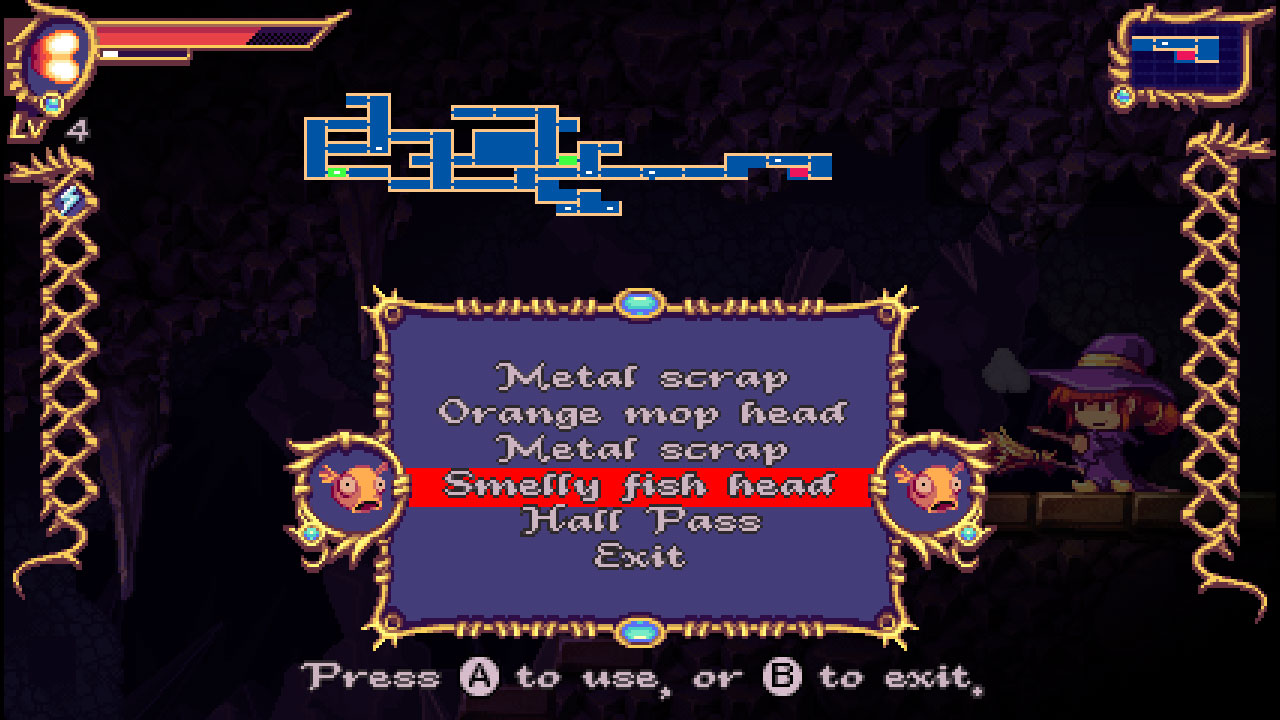 Lv 4
Metal scrap
Orange mop head
Metal scrap
Smelly fish head
Hall Pass
Exit
Press A to use, or B to exit.